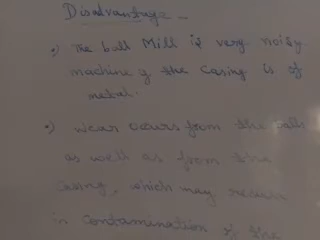 Disadvantage -
•) The ball Mill is very noisy
machine if the casing is of
metal.
•) wear occurs from the balls
as well as from the
casing, which may result
in contamination of the